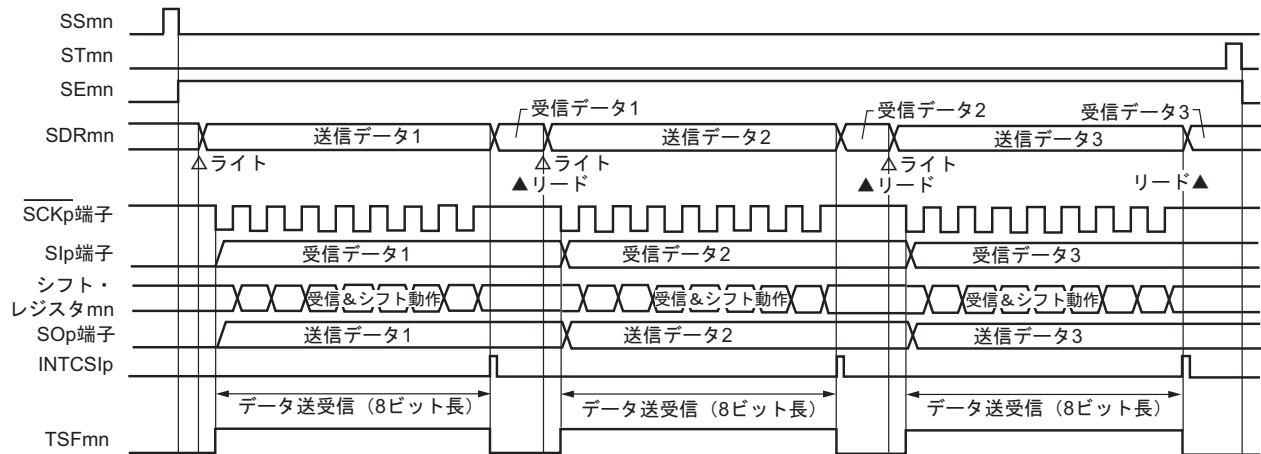 SSmn
STmn
SEmn
受信データ1
受信データ2
受信データ3
SDRmn
送信データ1
送信データ2
送信データ3
△ライト
△ライト
△ライト
▲リード
▲リード
リード▲
SCKp端子
SIp端子
受信データ1
受信データ2
受信データ3
シフト・
レジスタmn
受信&シフト動作
受信&シフト動作
受信&シフト動作
SOp端子
送信データ1
送信データ2
送信データ3
INTCSIp
データ送受信（8ビット長）
データ送受信（8ビット長）
データ送受信（8ビット長）
TSFmn